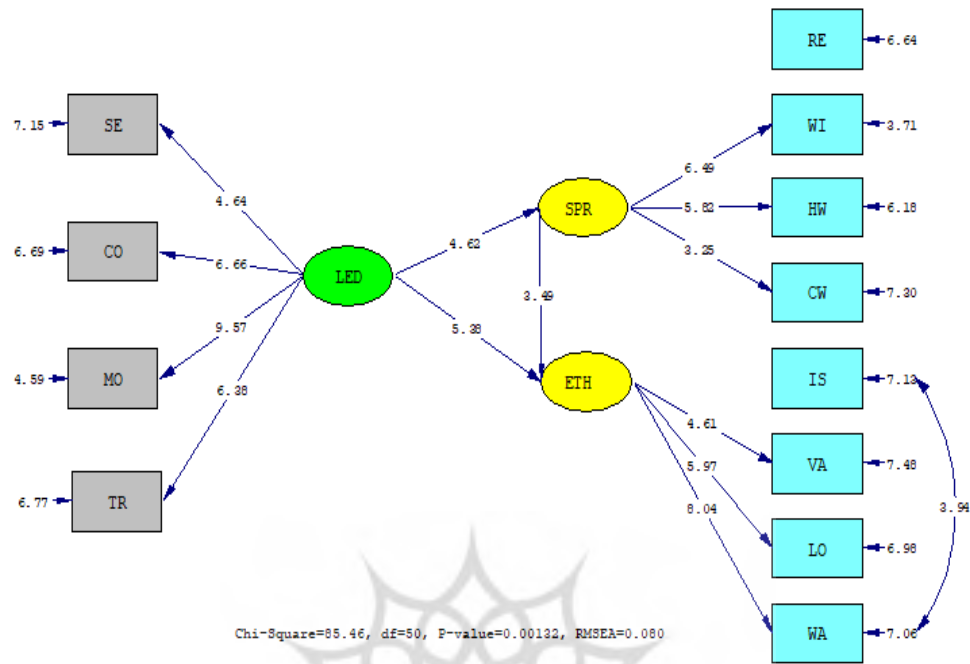 RE
6.64
7.15
SE
WI
3.71
6.49
4.64
SPR
5.82
HW
6.18
6.69
CO
6.66
4.62
3.25
LED
CW
7.30
3.49
9.57
5.38
4.59
MO
6.38
ETH
IS
7.13
4.61
VA
7.48
5.97
6.77
TR
8.04
3.94
LO
6.98
Chi-Square=85.46, df=50, P-value=0.00132, RMSEA=0.080
WA
7.06